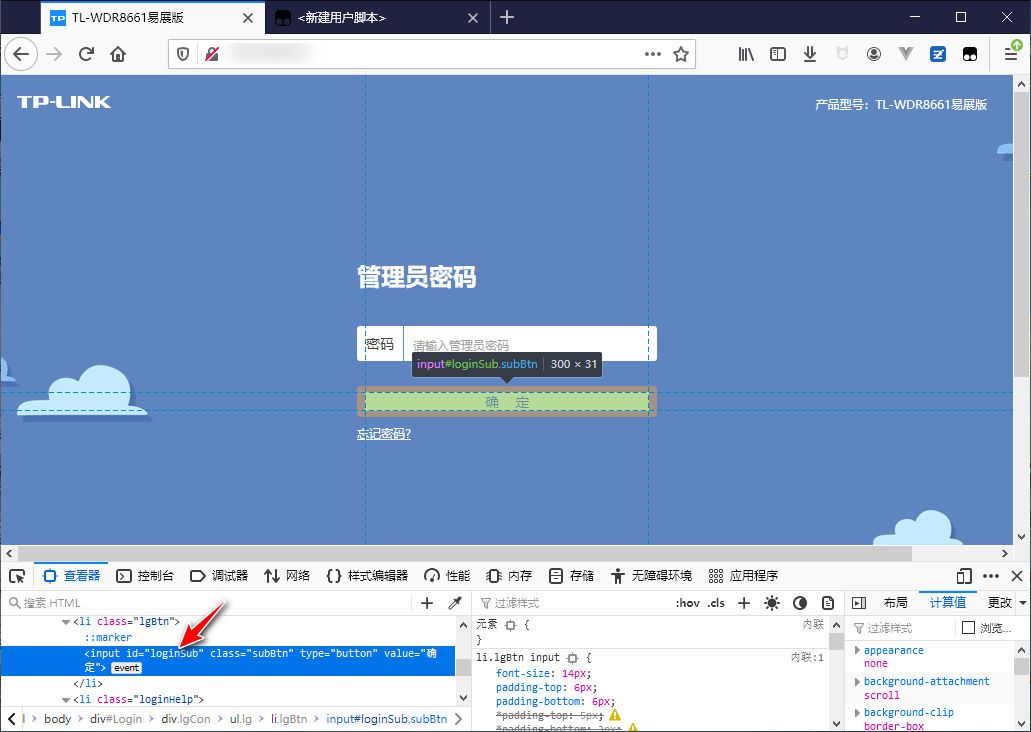 TP TL-WDR8661易展版
<新建用户脚本>
TP-LINK
产品型号：TL-WDR8661易展版
管理员密码
密码 请输入管理员密码
input#loginSub.subBtn 300 × 31
确 定
忘记密码?
查看器 控制台 调试器 网络 {} 样式编辑器 性能 内存 存储 无障碍环境 应用程序
搜索 HTML
<li class="lgBtn">
::marker
<input id="loginSub" class="subBtn" type="button" value="确
定"> event
</li>
<li class="loginHelp">
body > div#Login > div.lgCon > ul.lg > li.lgBtn > input#loginSub.subBtn
过滤样式 :hov .cls
元素 { 内联
}
li.lgBtn input { 内联:1
font-size: 14px;
padding-top: 6px;
padding-bottom: 6px;
*padding-top: 5px;
布局 计算值 更改
过滤样式 浏览...
appearance
none
background-attachment
scroll
background-clip
border-box